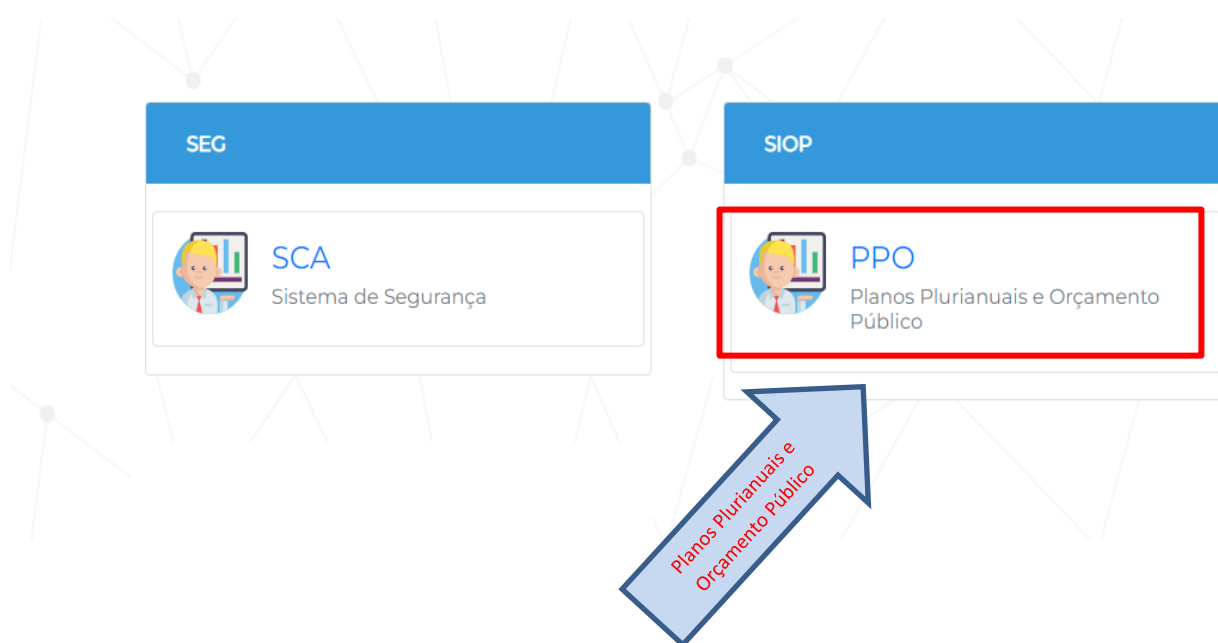 SEG
SCA
Sistema de Segurança
SIOP
PPO
Planos Plurianuais e Orçamento
Público
Planos Plurianuais e
Orçamento Público